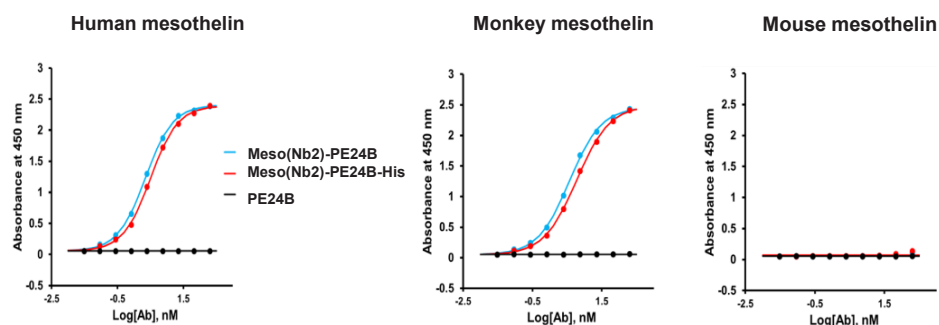 Human mesothelin
Monkey mesothelin
Mouse mesothelin
Absorbance at 450 nm
3
2.5
2
1.5
1
0.5
0
-0.5
-2.5
-0.5
1.5
Log[Ab], nM
Meso(Nb2)-PE24B
Meso(Nb2)-PE24B-His
PE24B
Absorbance at 450 nm
3
2.5
2
1.5
1
0.5
0
-0.5
-2.5
-0.5
1.5
Log[Ab], nM
Absorbance at 450 nm
3
2.5
2
1.5
1
0.5
0
-0.5
-2.5
-0.5
1.5
Log[Ab], nM